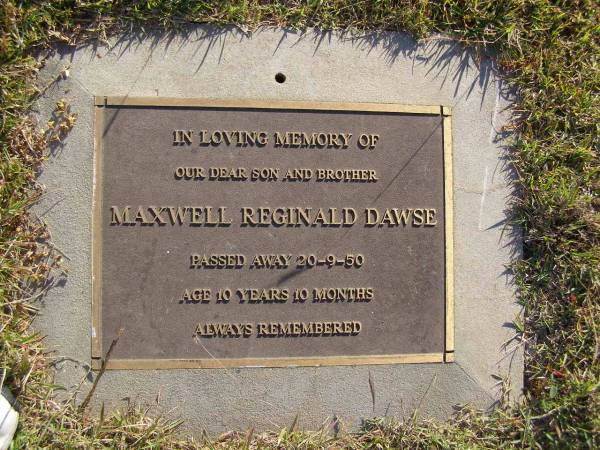 IN LOVING MEMORY OF
OUR DEAR SON AND BROTHER
MAXWELL REGINALD DAWSE
PASSED AWAY 20-9-50
AGE 10 YEARS 10 MONTHS
ALWAYS REMEMBERED